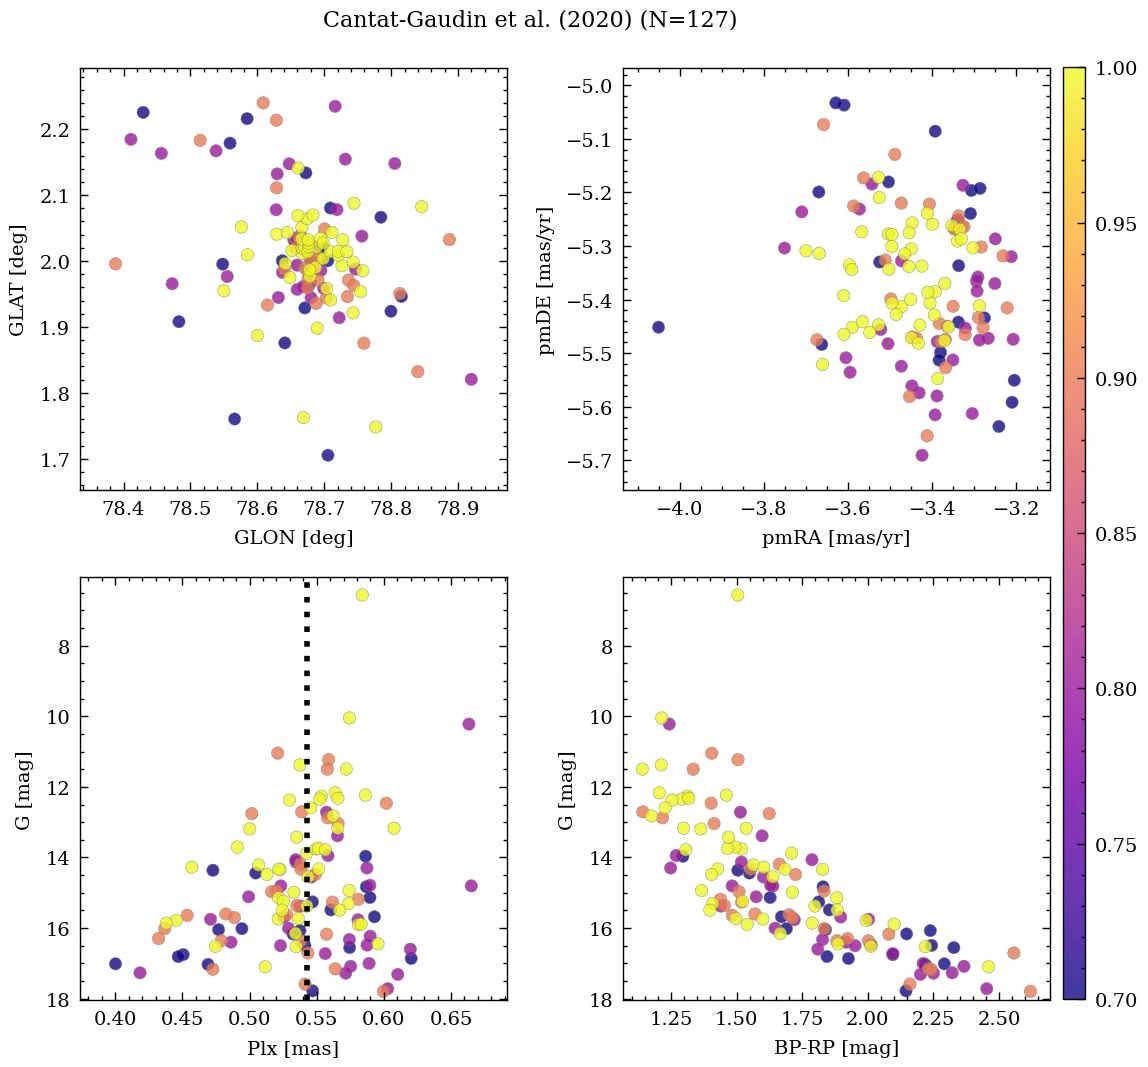 Cantat-Gaudin et al. (2020) (N=127)
2.2
2.1
2.0
1.9
1.8
1.7
GLAT [deg]
78.4 78.5 78.6 78.7 78.8 78.9
GLON [deg]
−5.0
−5.1
−5.2
−5.3
−5.4
−5.5
−5.6
−5.7
pmDE [mas/yr]
−4.0 −3.8 −3.6 −3.4 −3.2
pmRA [mas/yr]
8
10
12
14
16
18
G [mag]
0.40 0.45 0.50 0.55 0.60 0.65
Plx [mas]
8
10
12
14
16
18
G [mag]
1.25 1.50 1.75 2.00 2.25 2.50
BP-RP [mag]
1.00
0.95
0.90
0.85
0.80
0.75
0.70